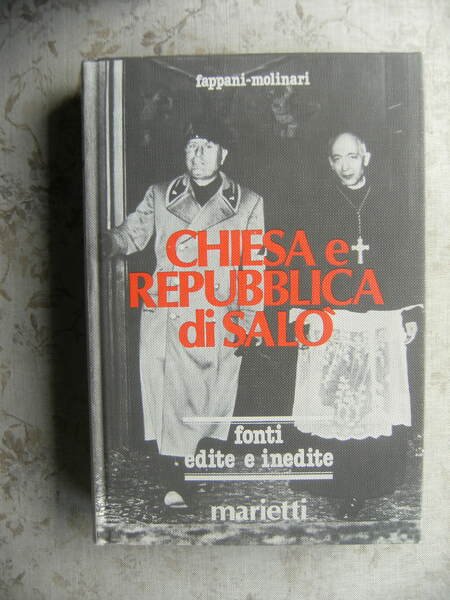 fappani-molinari
CHIESA e
REPUBBLICA
di SALÒ
fonti
edite e inedite
marietti